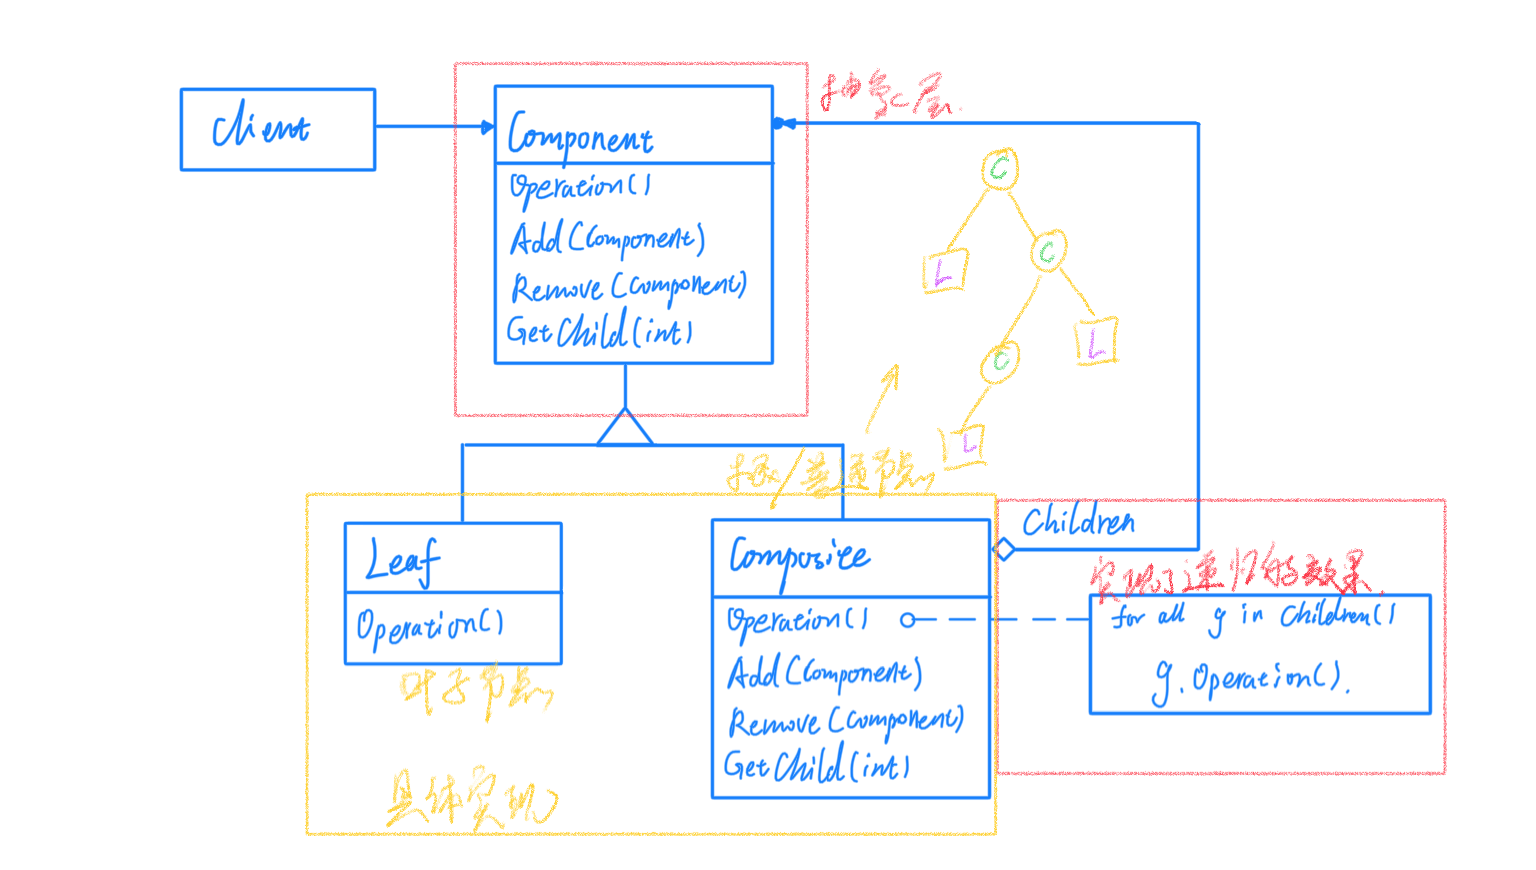 Client
Component
Operation()
Add(Component)
Remove(Component)
GetChild(int)
抽象层.
C
L
C
C
L
L
根/普通节点
Leaf
Operation()
叶子节点
具体实现
Composite
Operation()
Add(Component)
Remove(Component)
GetChild(int)
Children
实现了递归的效果.
for all g in Children()
g.Operation().